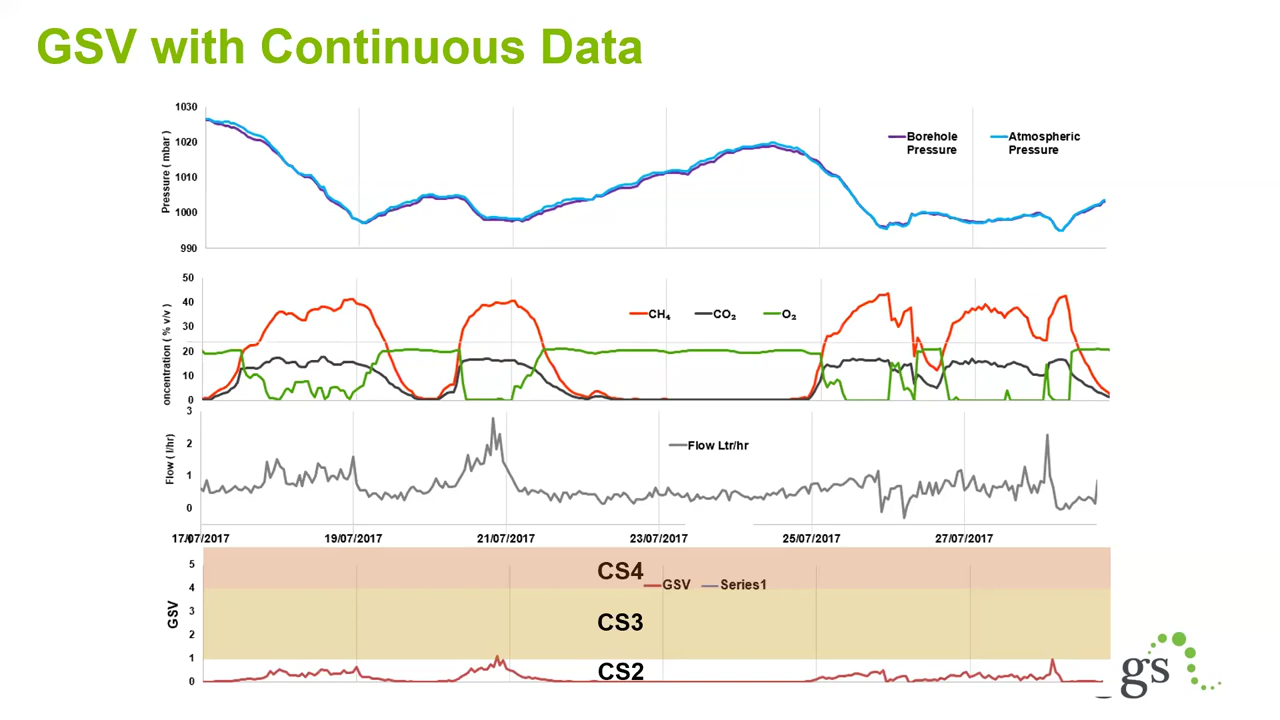 GSV with Continuous Data
1030
1020
1010
1000
990
Pressure ( mbar )
Borehole
Pressure
Atmospheric
Pressure
50
40
30
20
10
0
oncentration ( % v/v )
CH₄
CO₂
O₂
3
2
1
0
Flow ( l/hr)
Flow Ltr/hr
17/07/2017
19/07/2017
21/07/2017
23/07/2017
25/07/2017
27/07/2017
5
4
3
2
1
0
GSV
CS4
GSV
Series1
CS3
CS2
ggs